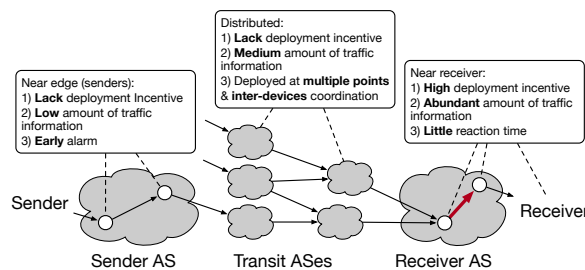 Distributed:
1) Lack deployment incentive
2) Medium amount of traffic
information
3) Deployed at multiple points
& inter-devices coordination
Near edge (senders):
1) Lack deployment Incentive
2) Low amount of traffic
information
3) Early alarm
Near receiver:
1) High deployment incentive
2) Abundant amount of traffic
information
3) Little reaction time
Sender
Receiver
Sender AS
Transit ASes
Receiver AS